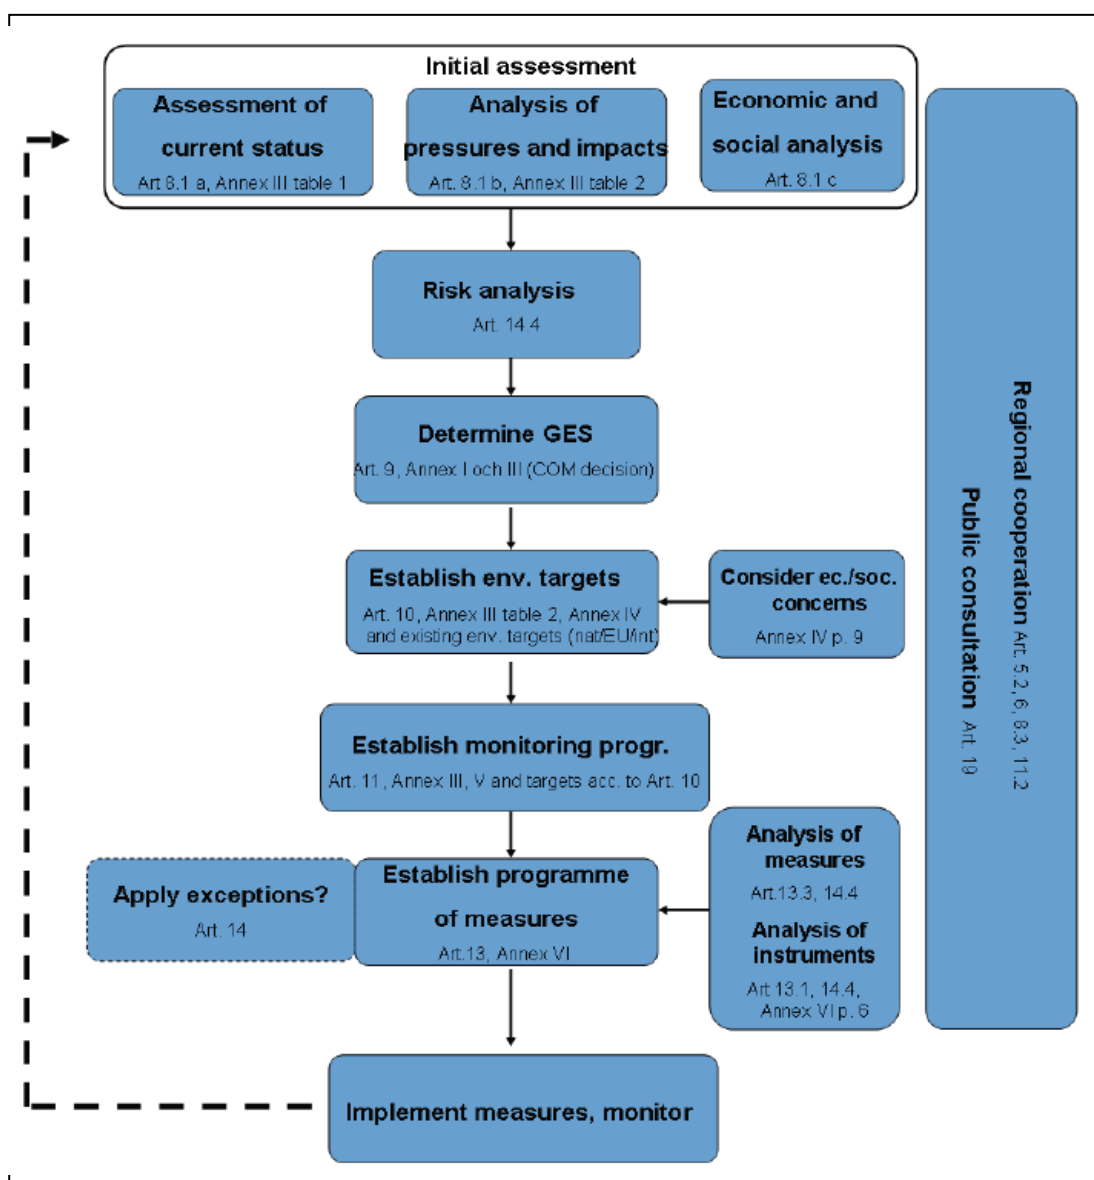 Initial assessment
Assessment of
current status
Art 8.1 a, Annex III table 1
Analysis of
pressures and impacts
Art. 8.1 b, Annex III table 2
Economic and
social analysis
Art. 8.1 c
Risk analysis
Art. 14.4
Determine GES
Art. 9, Annex I och III (COM decision)
Establish env. targets
Art. 10, Annex III table 2, Annex IV
and existing env. targets (nat/EU/int)
Consider ec./soc.
concerns
Annex IV p. 9
Establish monitoring progr.
Art. 11, Annex III, V and targets acc. to Art. 10
Apply exceptions?
Art. 14
Establish programme
of measures
Art.13, Annex VI
Analysis of
measures
Art.13.3, 14.4
Analysis of
instruments
Art 13.1, 14.4,
Annex VI p. 6
Implement measures, monitor
Regional cooperation Art. 5.2, 6, 8.3, 11.2
Public consultation Art. 19